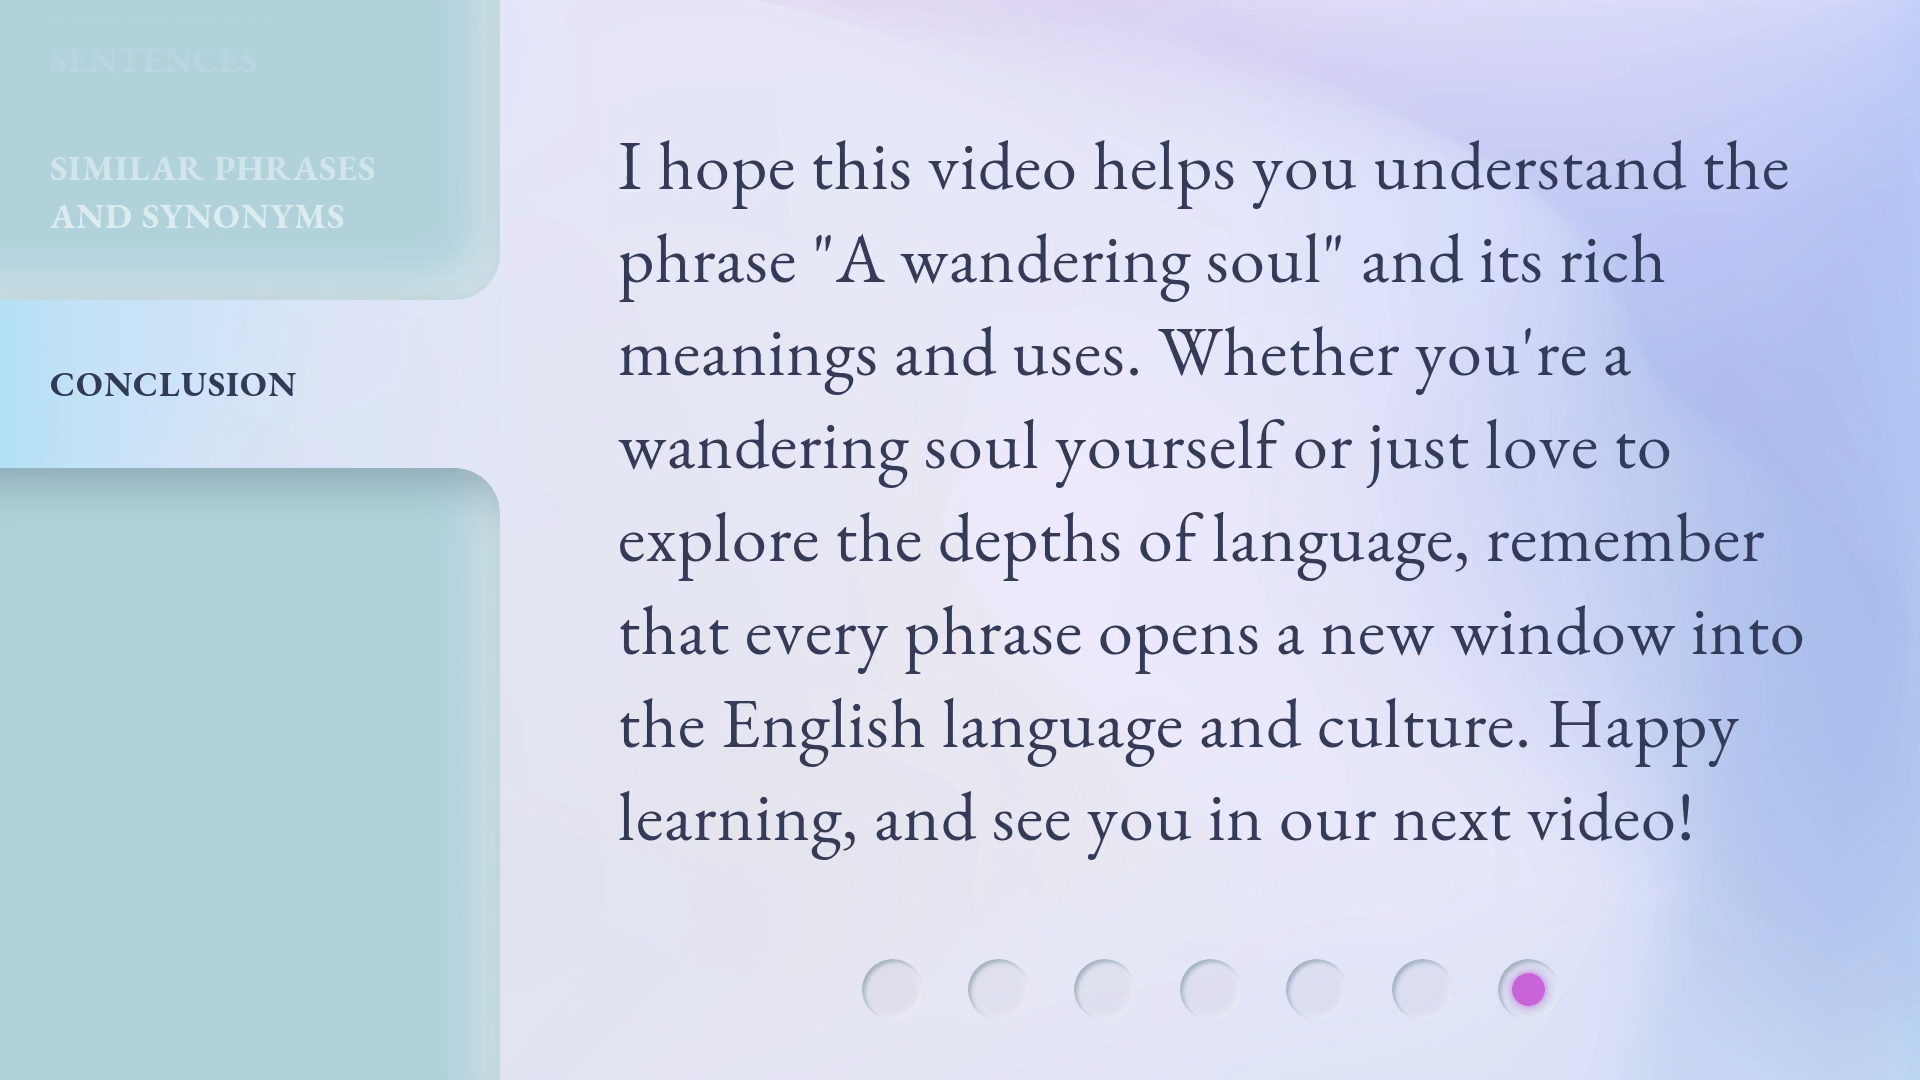 SENTENCES
SIMILAR PHRASES
AND SYNONYMS
CONCLUSION
I hope this video helps you understand the
phrase "A wandering soul" and its rich
meanings and uses. Whether you're a
wandering soul yourself or just love to
explore the depths of language, remember
that every phrase opens a new window into
the English language and culture. Happy
learning, and see you in our next video!